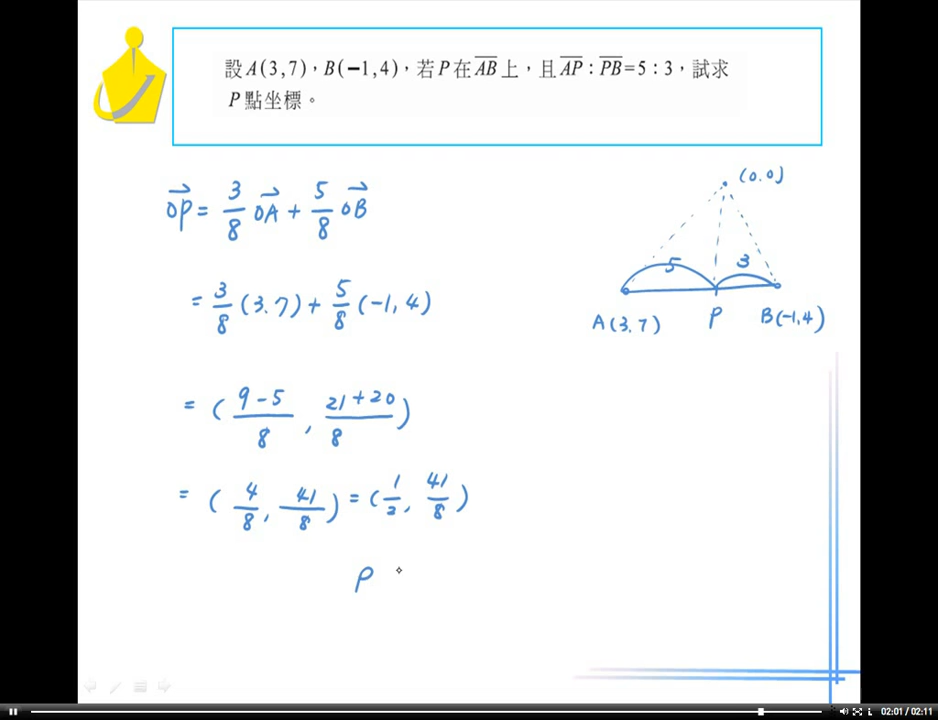 設A(3,7)，B(−1,4)，若P在AB上，且AP：PB=5：3，試求
P點坐標。
OP = 3/8 OA + 5/8 OB
= 3/8 (3.7) + 5/8 (-1,4)
= ( 9-5/8 , 21+20/8 )
= ( 4/8 , 41/8 ) = ( 1/2 , 41/8 )
P
(0.0)
5 3
A(3.7) P B(-1,4)
02:01 / 02:11